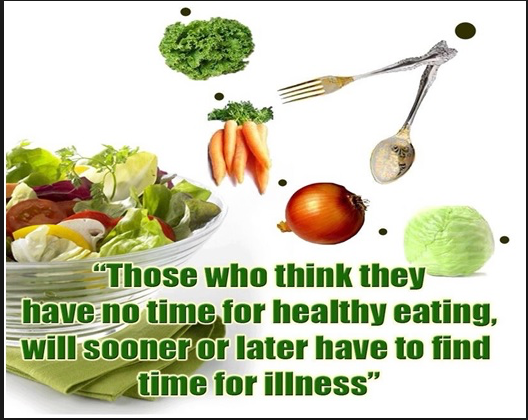 “Those who think they
have no time for healthy eating,
will sooner or later have to find
time for illness”